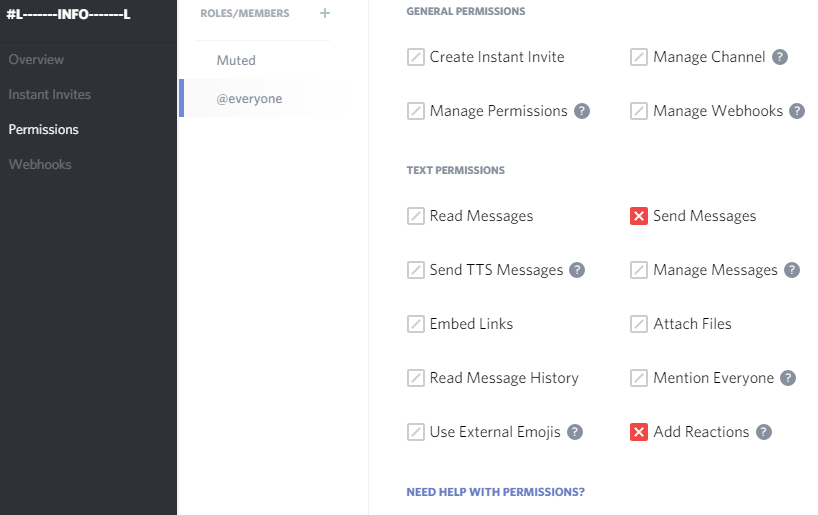 #L-------INFO-------L
Overview
Instant Invites
Permissions
Webhooks
ROLES/MEMBERS +
Muted
@everyone
GENERAL PERMISSIONS
Create Instant Invite
Manage Channel ?
Manage Permissions ?
Manage Webhooks ?
TEXT PERMISSIONS
Read Messages
Send Messages
Send TTS Messages ?
Manage Messages ?
Embed Links
Attach Files
Read Message History
Mention Everyone ?
Use External Emojis ?
Add Reactions ?
NEED HELP WITH PERMISSIONS?